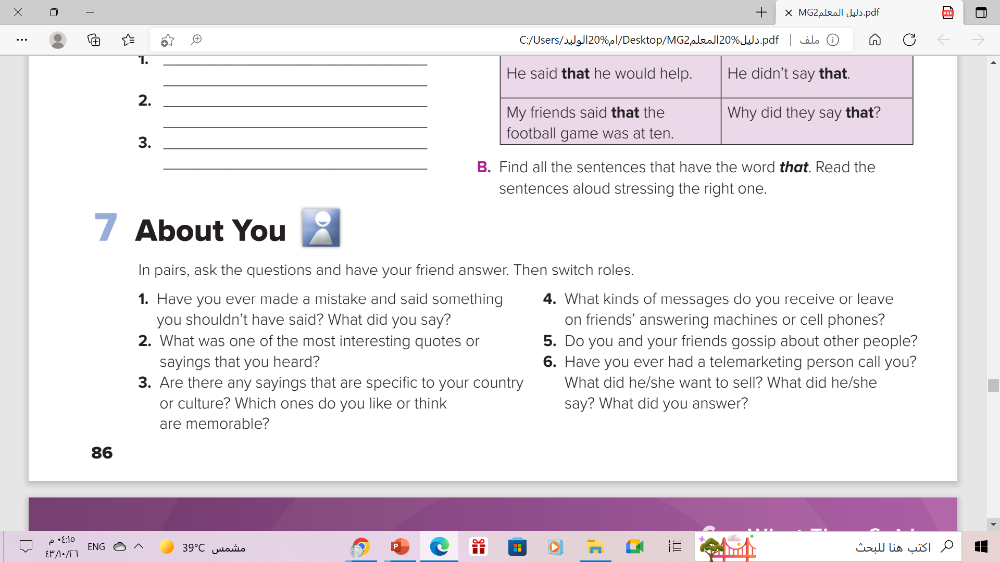 MG2دليل المعلم.pdf
C:/Users/ام%20الوليد/Desktop/MG2دليل%20المعلم.pdf
ملف
1.
2.
3.
He said that he would help.
He didn't say that.
My friends said that the
football game was at ten.
Why did they say that?
B. Find all the sentences that have the word that. Read the
sentences aloud stressing the right one.
7 About You
In pairs, ask the questions and have your friend answer. Then switch roles.
1. Have you ever made a mistake and said something
you shouldn't have said? What did you say?
2. What was one of the most interesting quotes or
sayings that you heard?
3. Are there any sayings that are specific to your country
or culture? Which ones do you like or think
are memorable?
4. What kinds of messages do you receive or leave
on friends' answering machines or cell phones?
5. Do you and your friends gossip about other people?
6. Have you ever had a telemarketing person call you?
What did he/she want to sell? What did he/she
say? What did you answer?
86
٠٤:١٥ م
٤٣/١٠/٢٦
ENG
39°C مشمس
اكتب هنا للبحث